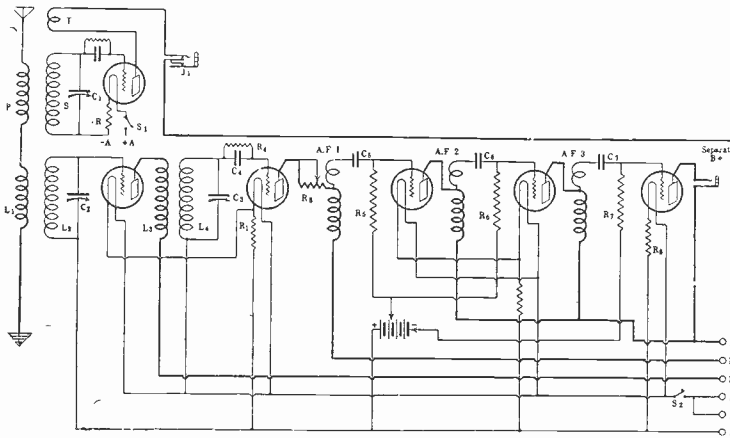 T
J1
P
S
C1
R
S1
-A +A
R4
C4
A.F 1
C5
A.F 2
C6
A F 3
C7
Separat
B+
L1
L2
C2
L3
L4
C3
R1
R3
R5
R6
R7
R8
+ -
S2